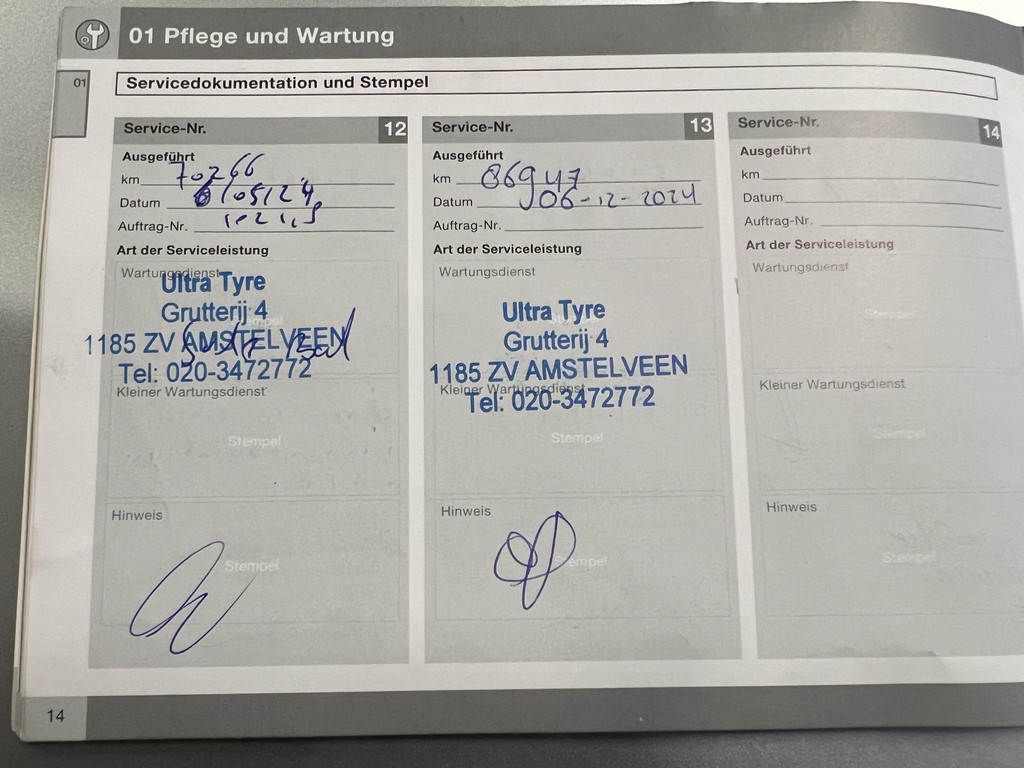 01 Pflege und Wartung
01
Servicedokumentation und Stempel
Service-Nr. 12
Ausgeführt
km 70266
Datum
Auftrag-Nr.
Art der Serviceleistung
Wartungsdienst
Ultra Tyre
Grutterij 4
Stempel
1185 ZV AMSTELVEEN
Tel: 020-3472772
Kleiner Wartungsdienst
Stempel
Hinweis
Stempel
Service-Nr. 13
Ausgeführt
km 86947
Datum 06-12-2024
Auftrag-Nr.
Art der Serviceleistung
Wartungsdienst
Ultra Tyre
Grutterij 4
1185 ZV AMSTELVEEN
Kleiner Wartungsdienst
Tel: 020-3472772
Stempel
Hinweis
Stempel
Service-Nr. 14
Ausgeführt
km
Datum
Auftrag-Nr.
Art der Serviceleistung
Wartungsdienst
Stempel
Kleiner Wartungsdienst
Stempel
Hinweis
Stempel
14